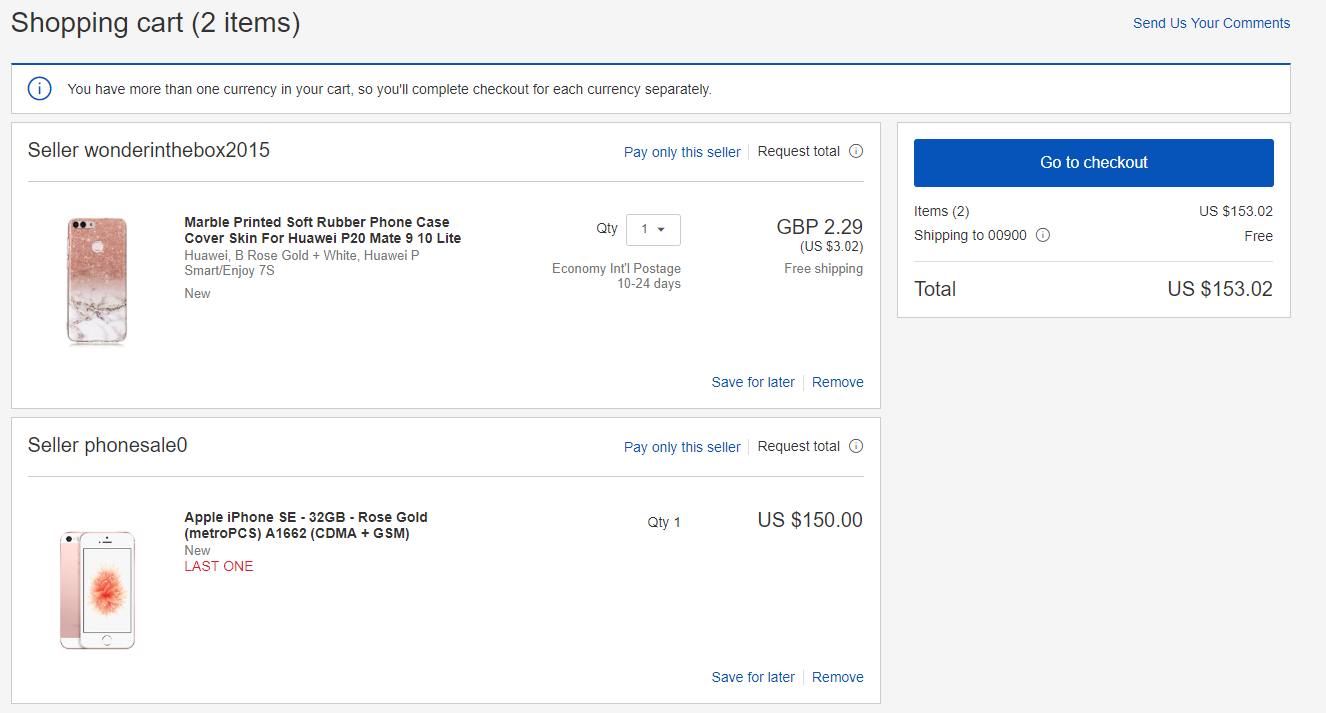 Shopping cart (2 items)
Send Us Your Comments
You have more than one currency in your cart, so you'll complete checkout for each currency separately.
Seller wonderinthebox2015
Pay only this seller
Request total
Marble Printed Soft Rubber Phone Case
Cover Skin For Huawei P20 Mate 9 10 Lite
Huawei, B Rose Gold + White, Huawei P
Smart/Enjoy 7S
New
Qty 1
Economy Int'l Postage
10-24 days
GBP 2.29
(US $3.02)
Free shipping
Save for later
Remove
Seller phonesale0
Pay only this seller
Request total
Apple iPhone SE - 32GB - Rose Gold
(metroPCS) A1662 (CDMA + GSM)
New
LAST ONE
Qty 1
US $150.00
Save for later
Remove
Go to checkout
Items (2) US $153.02
Shipping to 00900 Free
Total US $153.02